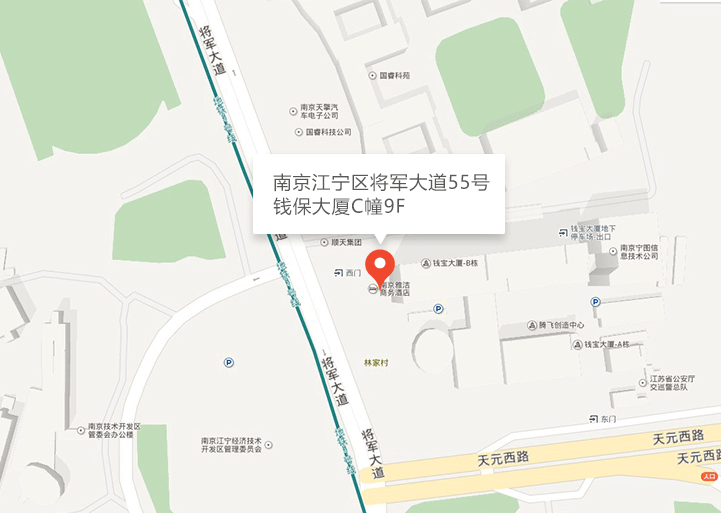 将军大道
国睿科苑
南京天擎汽
车电子公司
国睿科技公司
南京江宁区将军大道55号
钱保大厦C幢9F
道
顺天集团
钱宝大厦地下
停车场-出口
南京宁图信
息技术公司
西门
钱宝大厦-B栋
南京雅洁
商务酒店
P
P
腾飞创造中心
钱宝大厦-A栋
P
林家村
将军大道
江苏省公安厅
交巡警总队
东门
南京技术开发区
管委会办公楼
南京江宁经济技术
开发区管理委员会
将军大道
天元西路
天元西路
入口